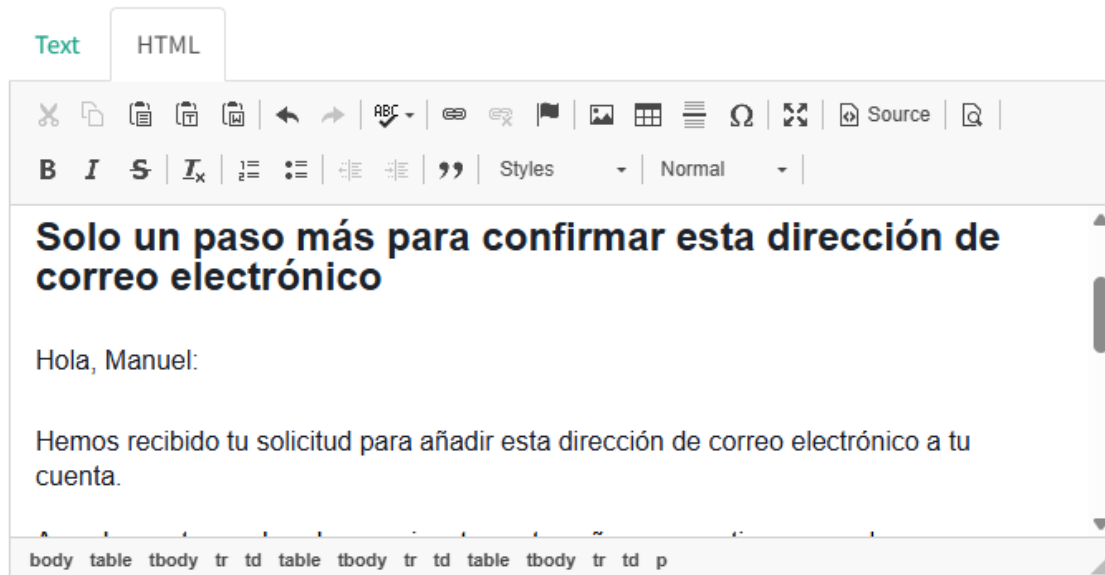 Text HTML
ABC Ω Source
B I S Tx Styles Normal
Solo un paso más para confirmar esta dirección de
correo electrónico
Hola, Manuel:
Hemos recibido tu solicitud para añadir esta dirección de correo electrónico a tu
cuenta.
body table tbody tr td table tbody tr td table tbody tr td p